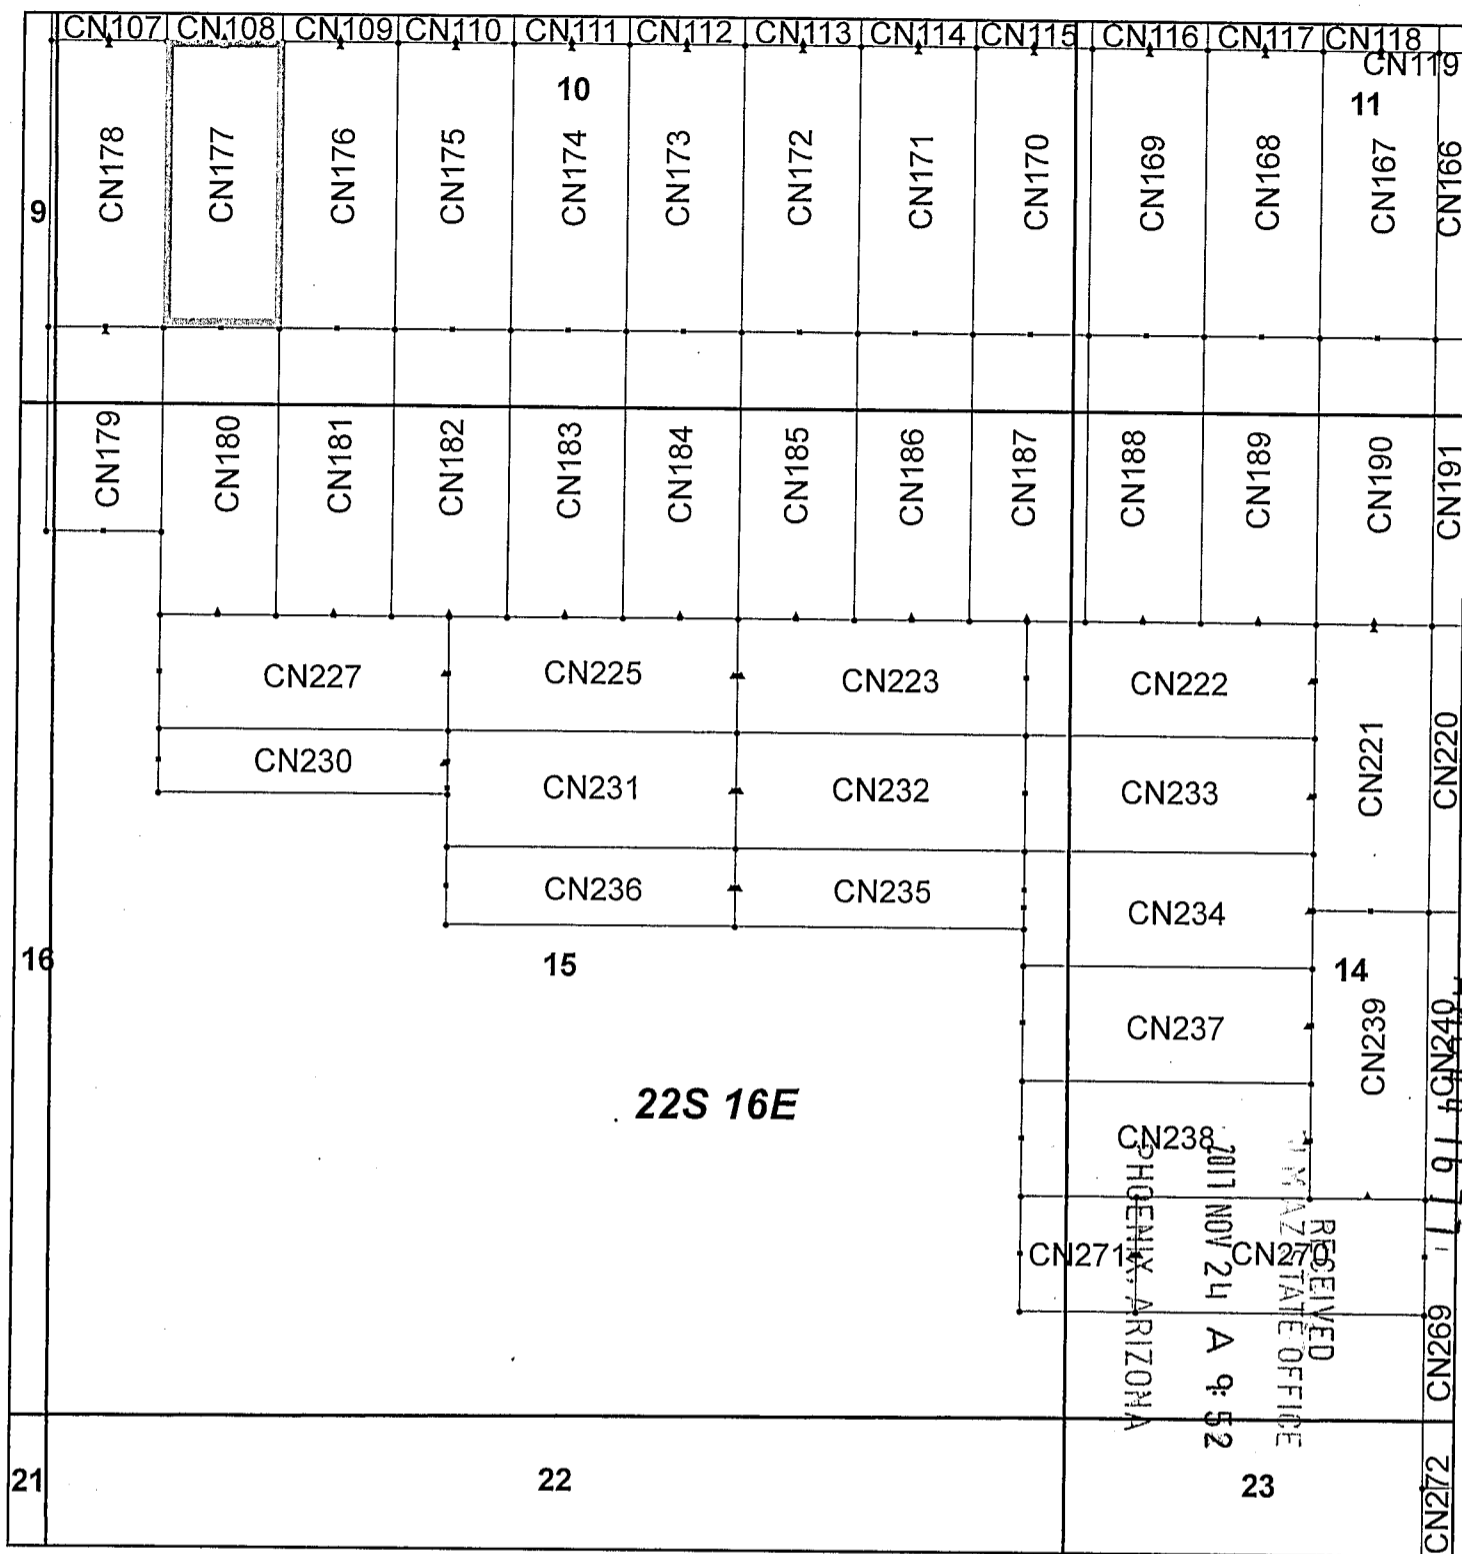 CN107 CN108 CN109 CN110 CN111 CN112 CN113 CN114 CN115 CN116 CN117 CN118
CN119
10
11
9
CN178 CN177 CN176 CN175 CN174 CN173 CN172 CN171 CN170 CN169 CN168 CN167 CN166
CN179 CN180 CN181 CN182 CN183 CN184 CN185 CN186 CN187 CN188 CN189 CN190 CN191
CN227 CN225 CN223 CN222
CN221 CN220
CN230 CN231 CN232 CN233
CN236 CN235 CN234
16 15 14
CN237 CN239 CN240
22S 16E
CN238
CN271 CN270
CN269
RECEIVED
AZ STATE OFFICE
2011 NOV 24 A 9:52
PHOENIX, ARIZONA
21 22 23
CN272